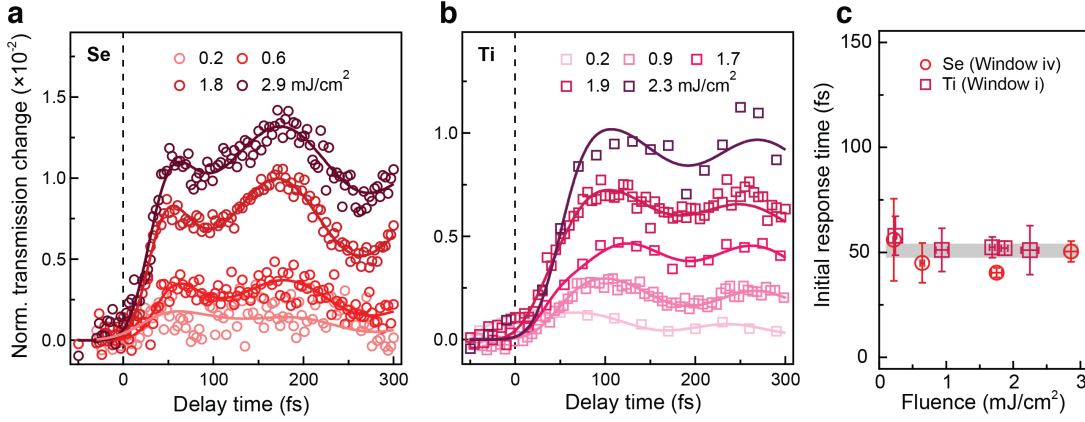 a
Se
0.2 0.6
1.8 2.9 mJ/cm²
Norm. transmission change (×10⁻²)
1.5
1.0
0.5
0.0
0 100 200 300
Delay time (fs)
b
Ti
0.2 0.9 1.7
1.9 2.3 mJ/cm²
1.0
0.5
0.0
0 100 200 300
Delay time (fs)
c
Se (Window iv)
Ti (Window i)
Initial response time (fs)
150
100
50
0
0 1 2 3
Fluence (mJ/cm²)